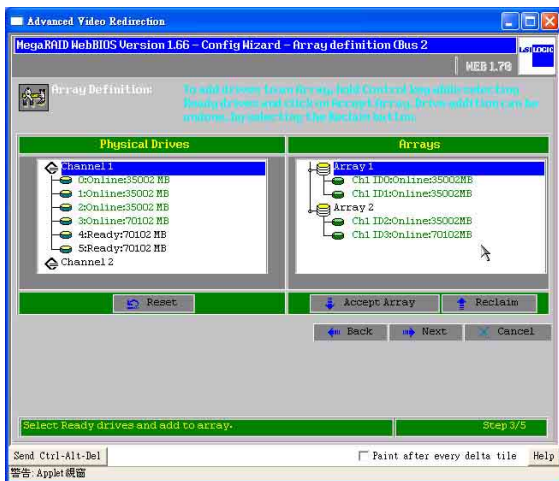 Advanced Video Redirection
MegaRAID WebBIOS Version 1.66 - Config Wizard - Array definition (Bus 2
LSI LOGIC
WEB 1.78
Array Definition:
To add drives to an Array, hold Control key while selecting
Ready drives and click on Accept Array. Drive addition can be
undone, by selecting the Reclaim button.
Physical Drives
Channel 1
0:Online:35002 MB
1:Online:35002 MB
2:Online:35002 MB
3:Online:70102 MB
4:Ready:70102 MB
5:Ready:70102 MB
Channel 2
Arrays
Array 1
Ch1 ID0:Online:35002MB
Ch1 ID1:Online:35002MB
Array 2
Ch1 ID2:Online:35002MB
Ch1 ID3:Online:70102MB
Reset
Accept Array
Reclaim
Back
Next
Cancel
Select Ready drives and add to array.
Step 3/5
Send Ctrl-Alt-Del
Paint after every delta tile
Help
警告: Applet 視窗